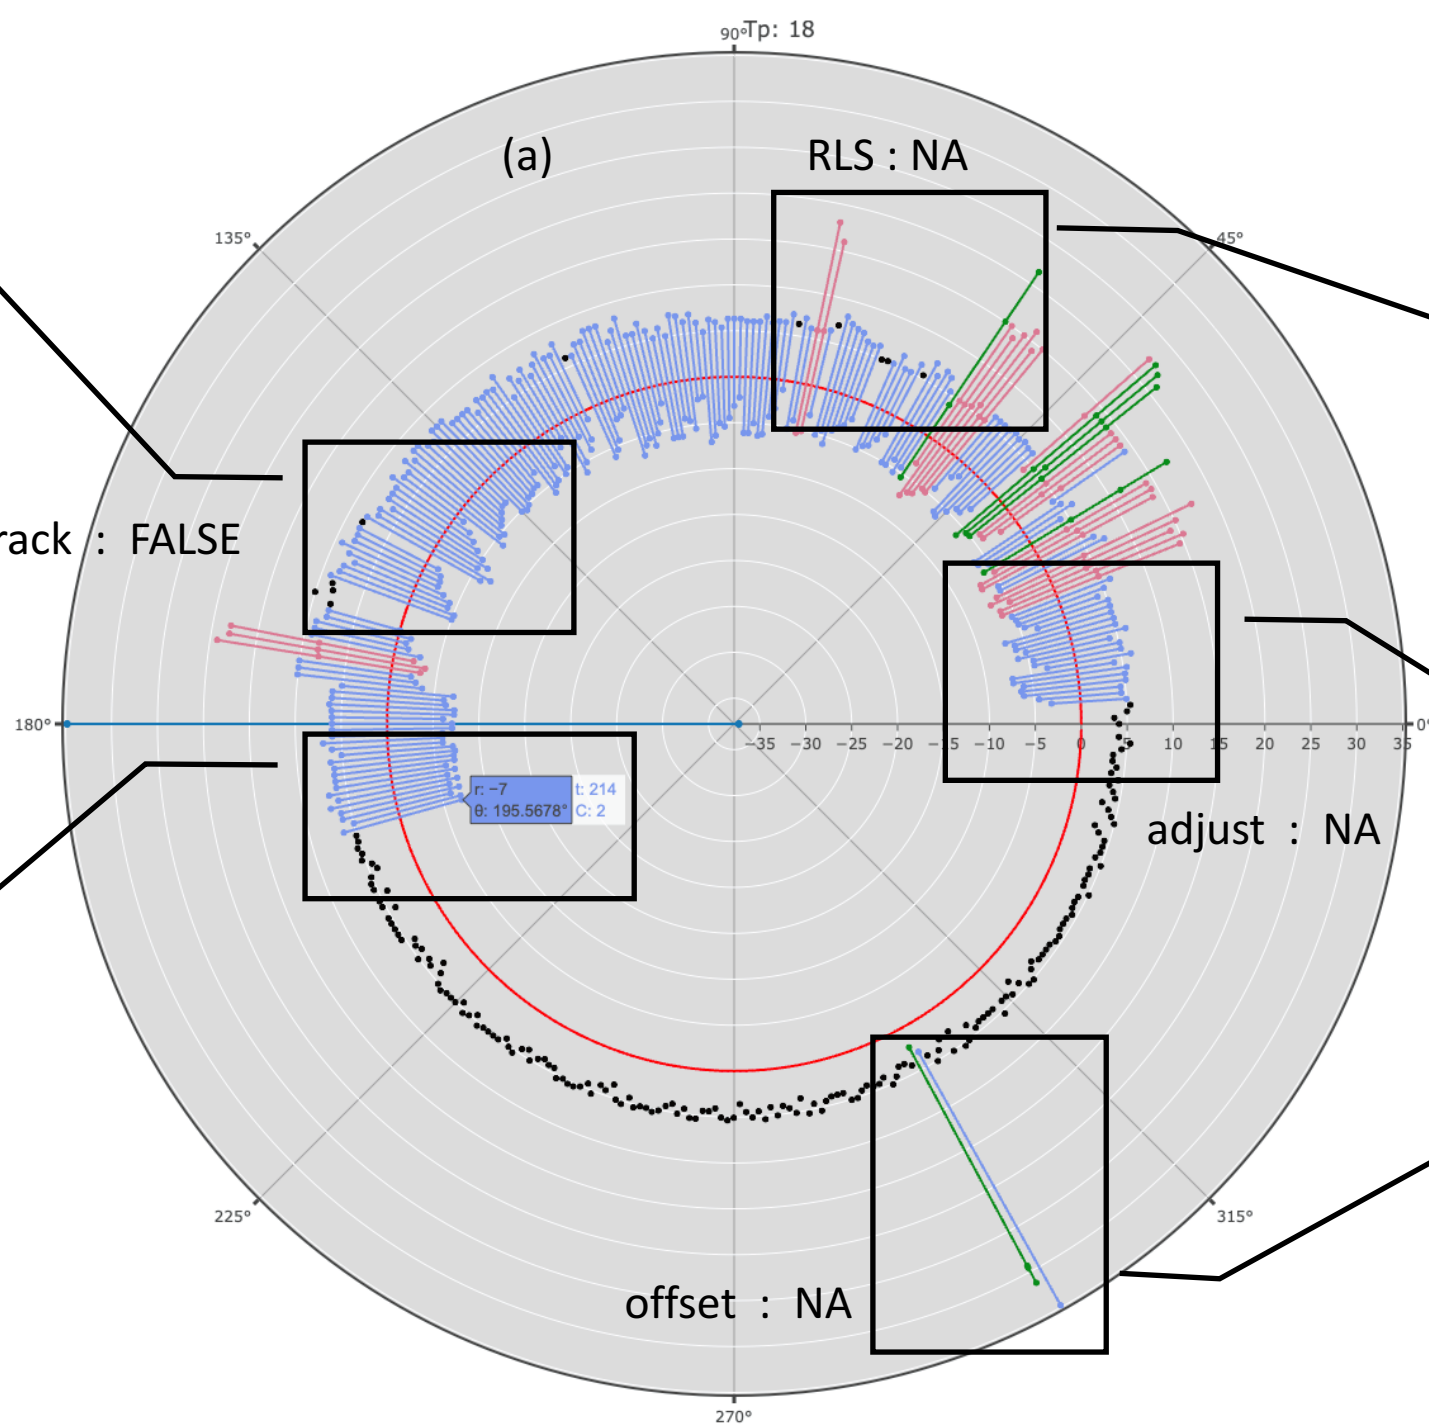 90°
Tp: 18
(a)
RLS : NA
135°
45°
rack : FALSE
180°
−35 −30 −25 −20 −15 −10 −5 0 5 10 15 20 25 30 35
0°
r: −7
θ: 195.5678°
t: 214
C: 2
adjust : NA
225°
315°
offset : NA
270°